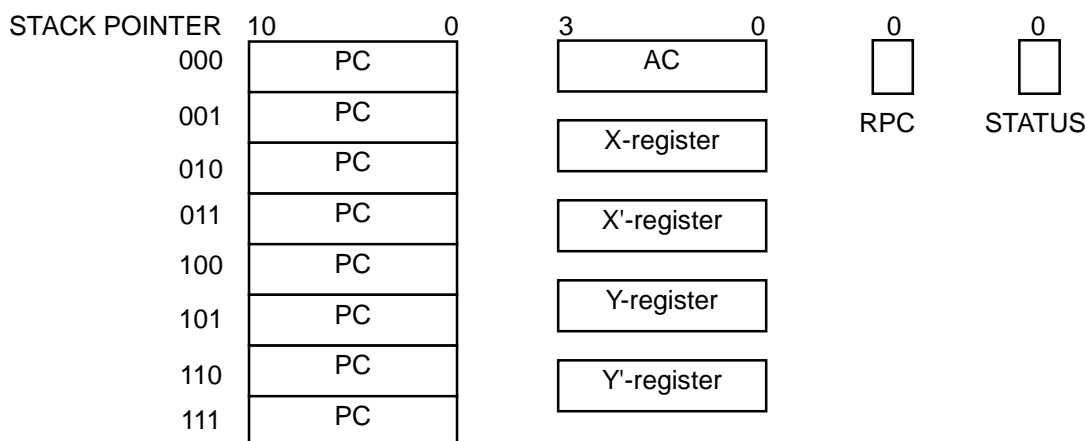 STACK POINTER 10 0 3 0 0 0
000 PC AC
001 PC RPC STATUS
X-register
010 PC
011 PC X'-register
100 PC
Y-register
101 PC
110 PC Y'-register
111 PC